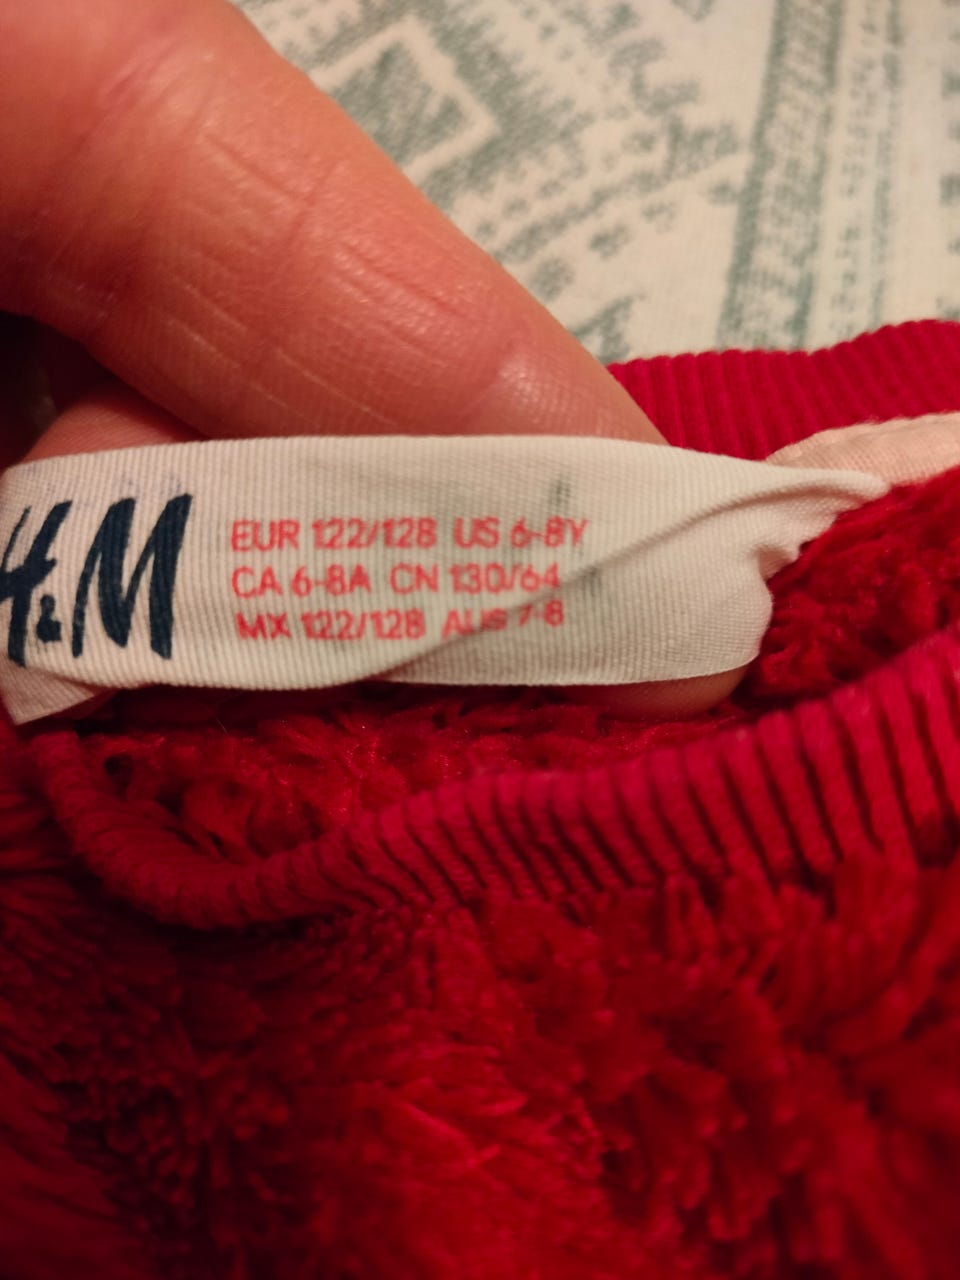 H&M
EUR 122/128 US 6-8Y
CA 6-8A CN 130/64
MX 122/128 AUS 7-8